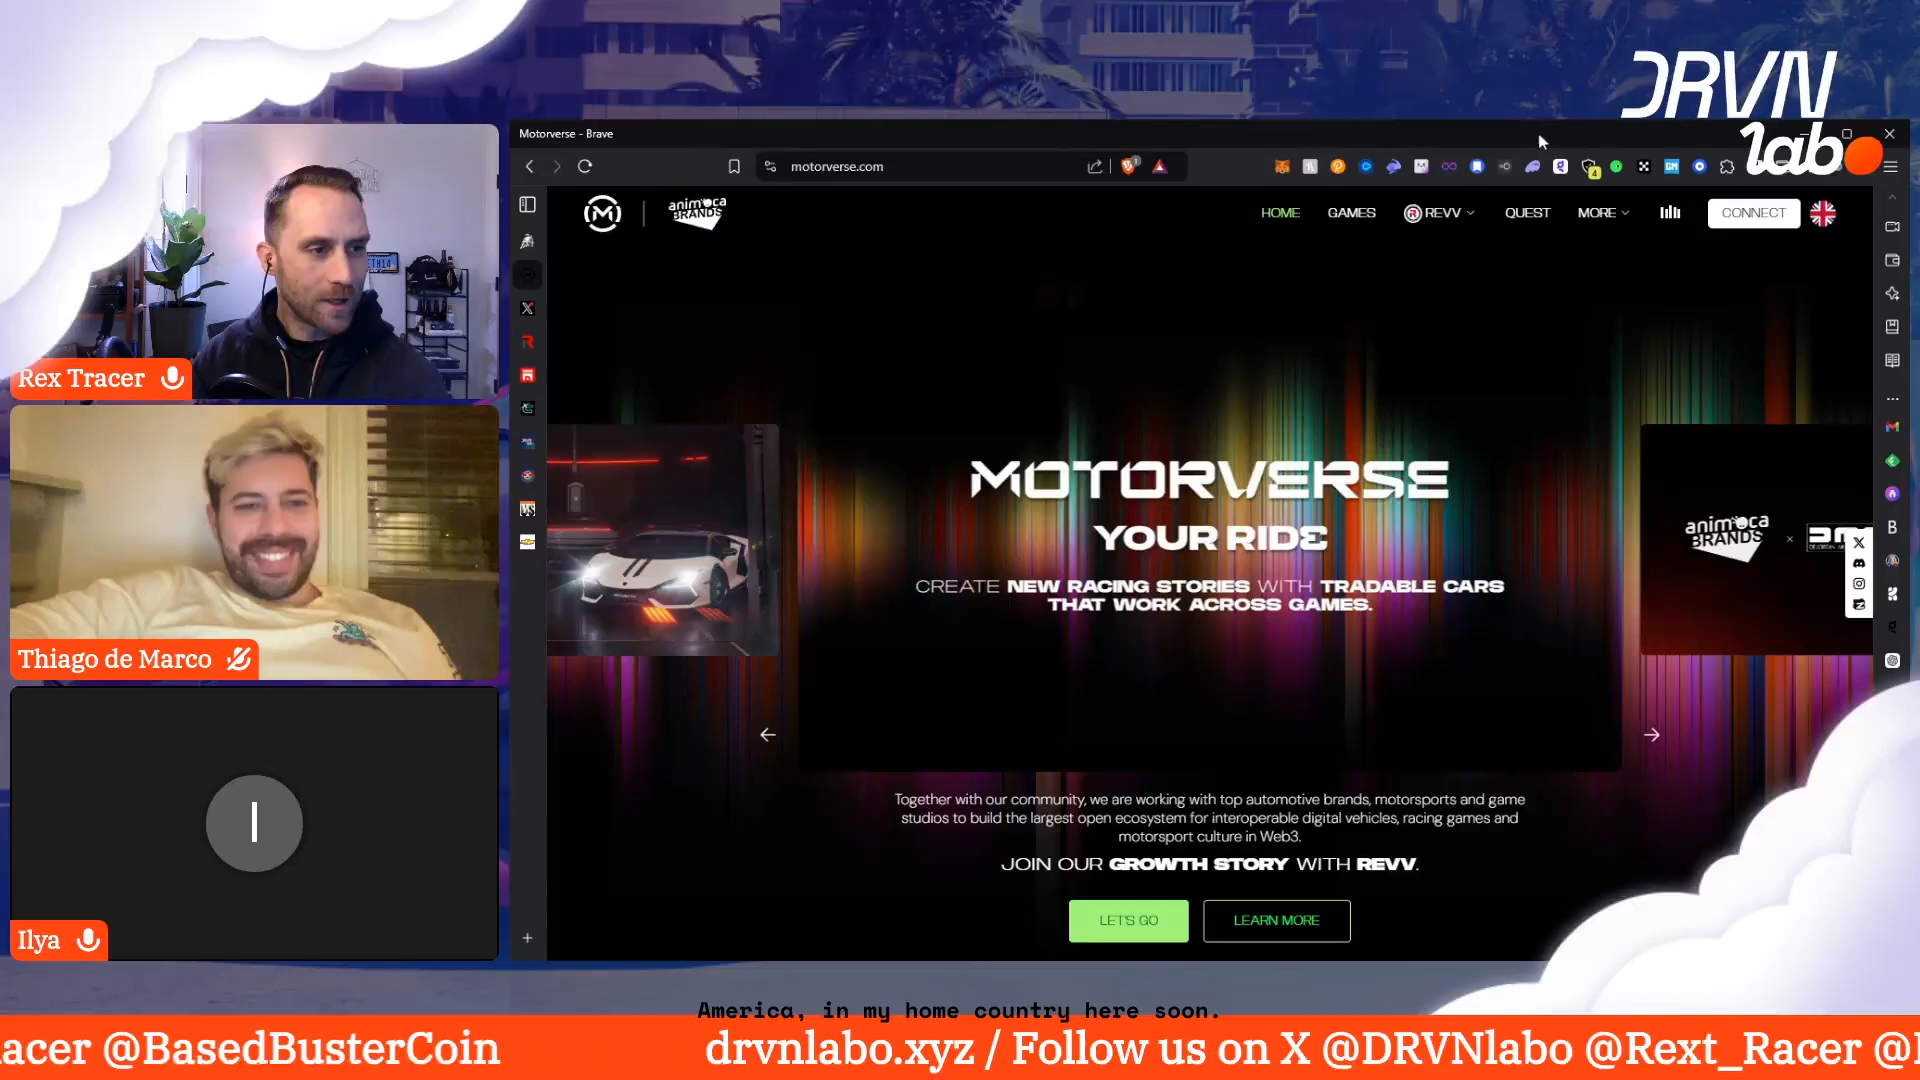 DRVN
labo
Motorverse - Brave
motorverse.com
animoca
BRANDS
HOME
GAMES
REVV
QUEST
MORE
CONNECT
Rex Tracer
Thiago de Marco
I
Ilya
MOTORVERSE
YOUR RIDE
CREATE NEW RACING STORIES WITH TRADABLE CARS
THAT WORK ACROSS GAMES.
animoca
BRANDS
Together with our community, we are working with top automotive brands, motorsports and game
studios to build the largest open ecosystem for interoperable digital vehicles, racing games and
motorsport culture in Web3.
JOIN OUR GROWTH STORY WITH REVV.
LET'S GO
LEARN MORE
America, in my home country here soon.
acer @BasedBusterCoin
drvnlabo.xyz / Follow us on X @DRVNlabo @Rext_Racer @